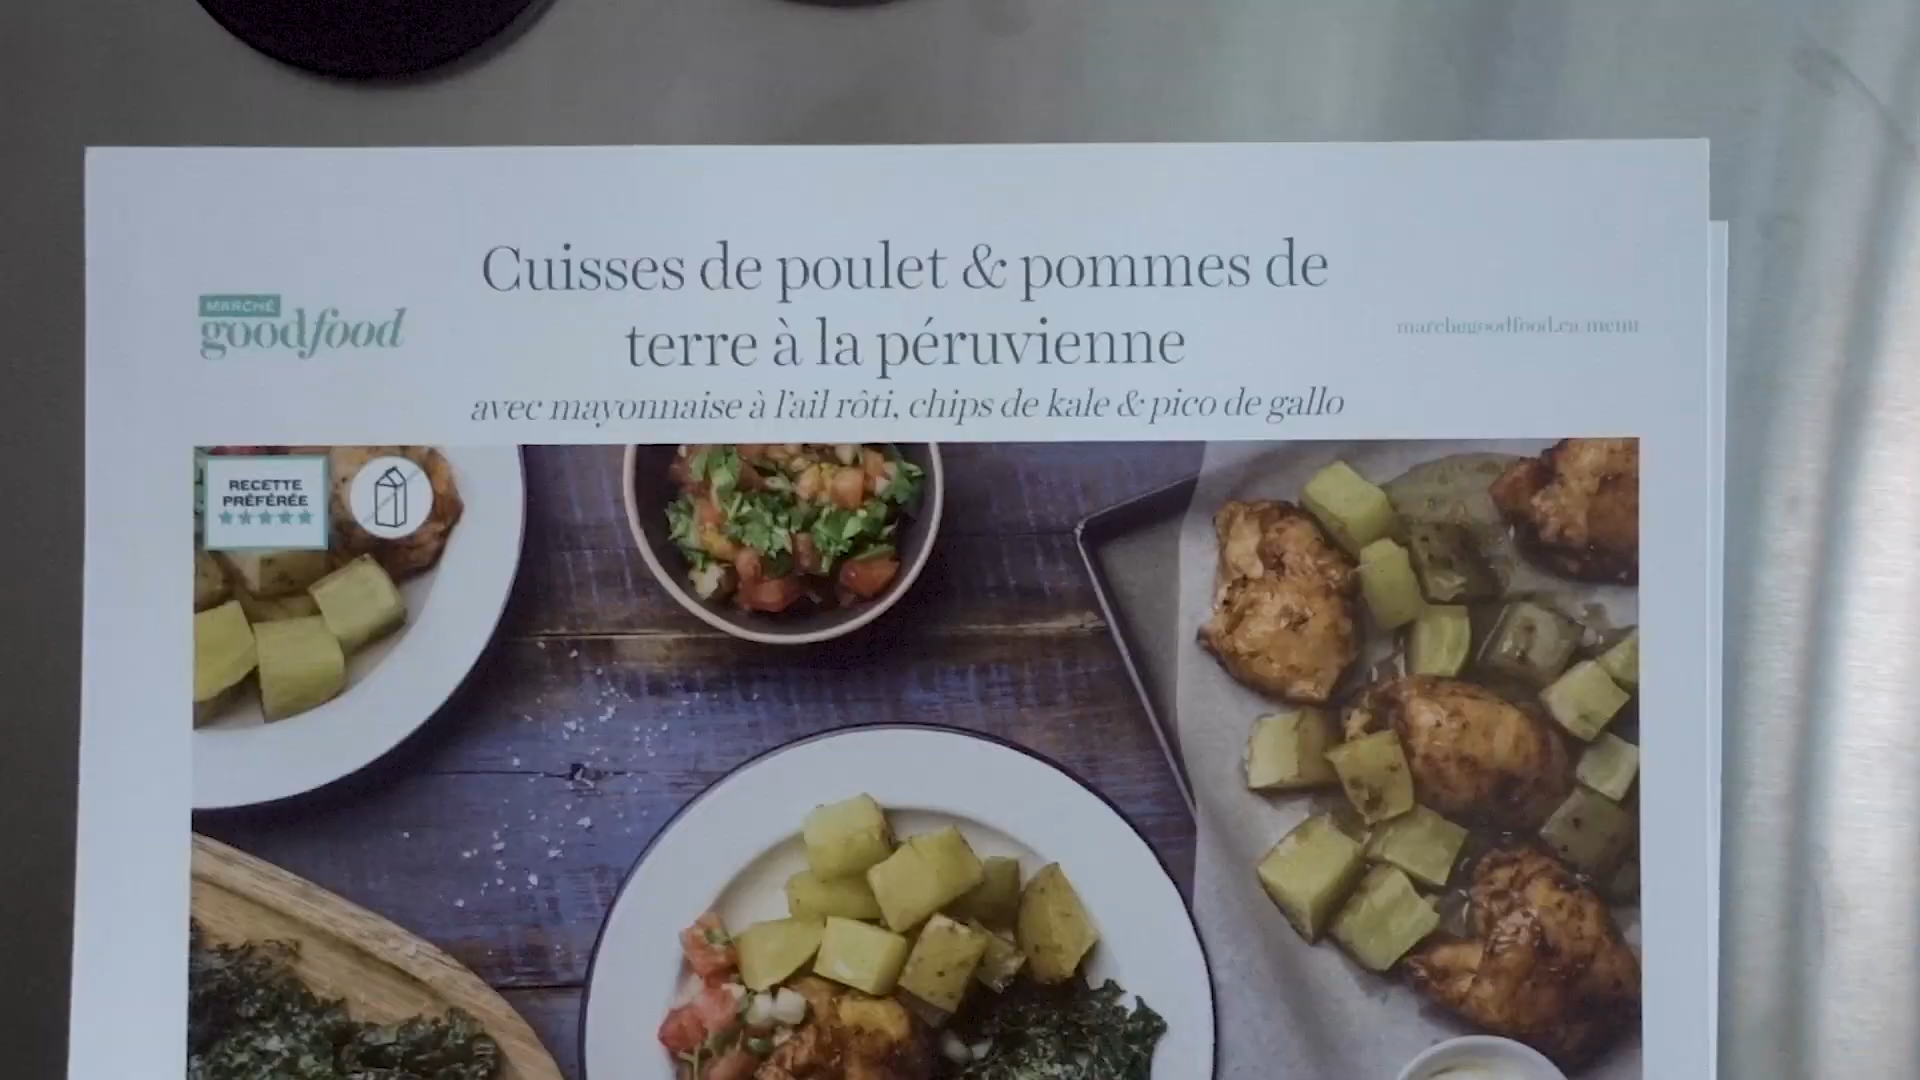 Cuisses de poulet & pommes de
terre à la péruvienne
avec mayonnaise à l'ail rôti, chips de kale & pico de gallo
MARCHÉ
goodfood
marchegoodfood.ca/menu
RECETTE
PRÉFÉRÉE